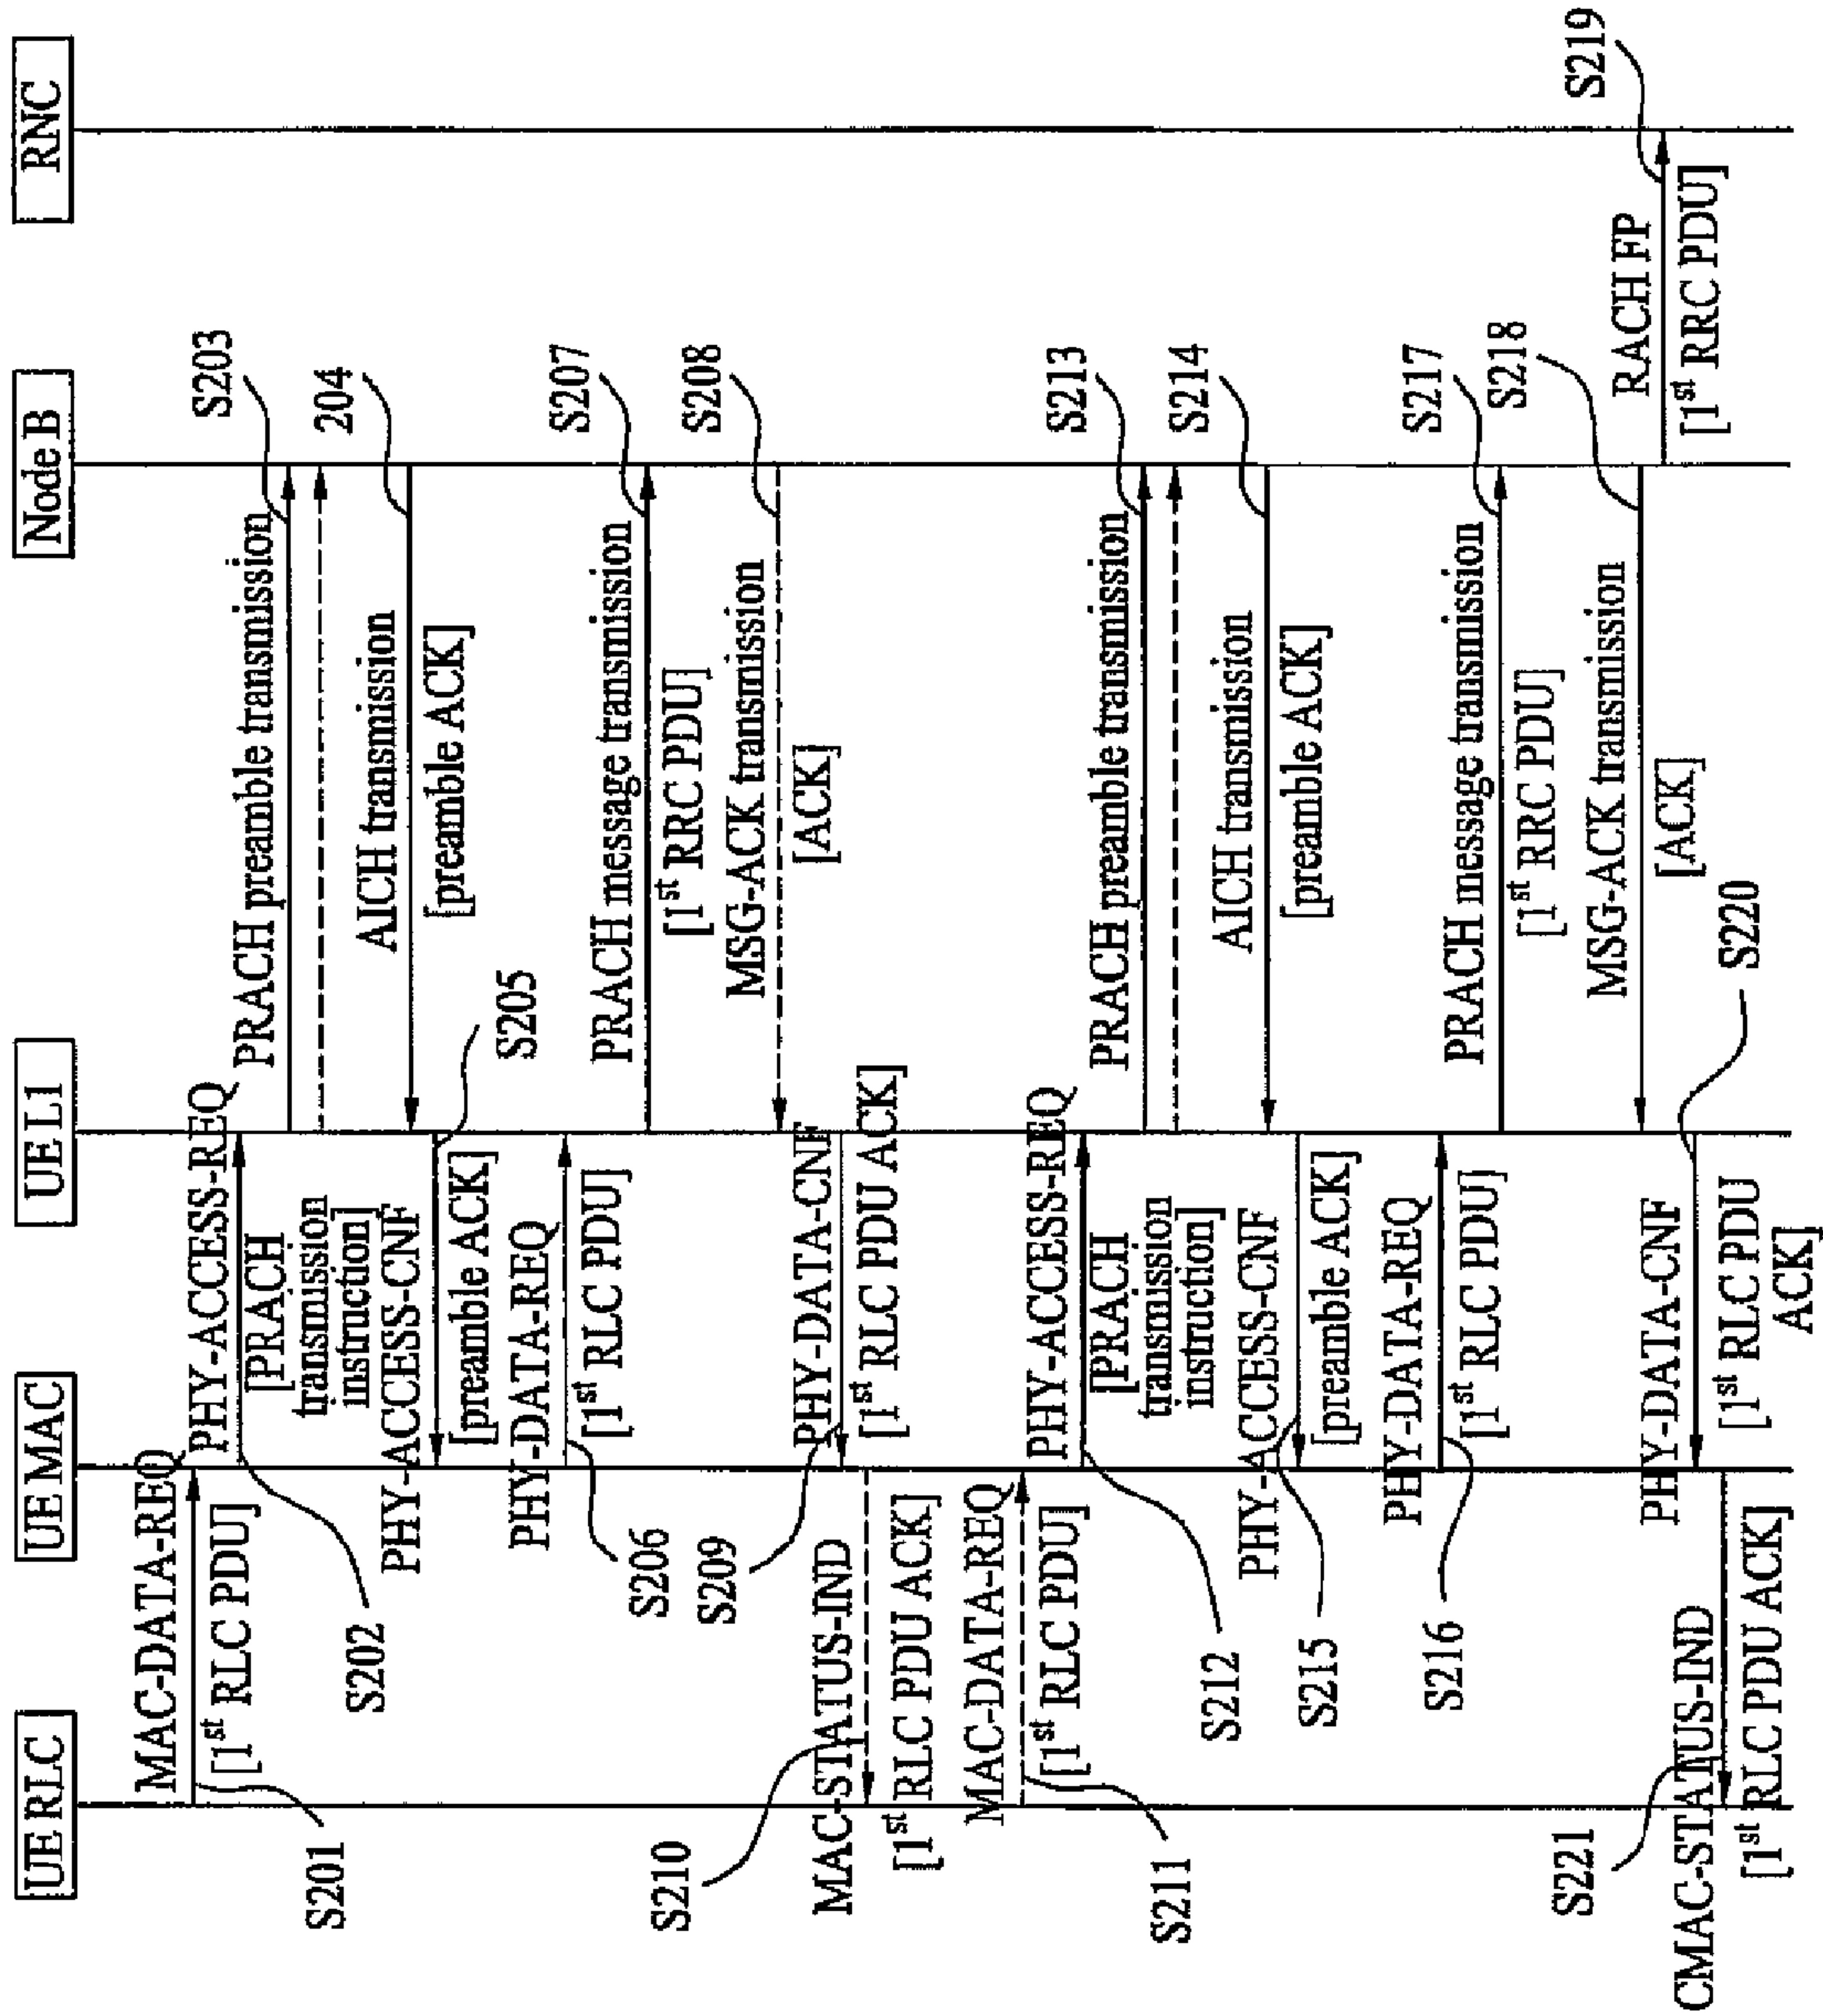 UE RLC
UE MAC
UE L1
Node B
RNC
MAC-DATA-REQ
[1st RLC PDU]
S201
PHY-ACCESS-REQ
[PRACH
transmission
instruction]
S202
PRACH preamble transmission
S203
AICH transmission
[preamble ACK]
204
PHY-ACCESS-CNF
[preamble ACK]
S205
PHY-DATA-REQ
[1st RLC PDU]
S206
PRACH message transmission
[1st RRC PDU]
S207
MSG-ACK transmission
[ACK]
S208
PHY-DATA-CNF
[1st RLC PDU ACK]
S209
MAC-STATUS-IND
[1st RLC PDU ACK]
S210
MAC-DATA-REQ
[1st RLC PDU]
S211
PHY-ACCESS-REQ
[PRACH
transmission
instruction]
S212
PRACH preamble transmission
S213
AICH transmission
[preamble ACK]
S214
PHY-ACCESS-CNF
[preamble ACK]
S215
PHY-DATA-REQ
[1st RLC PDU]
S216
PRACH message transmission
[1st RRC PDU]
S217
MSG-ACK transmission
[ACK]
S218
RACH FP
[1st RRC PDU]
S219
PHY-DATA-CNF
[1st RLC PDU
ACK]
S220
CMAC-STATUS-IND
[1st RLC PDU ACK]
S221